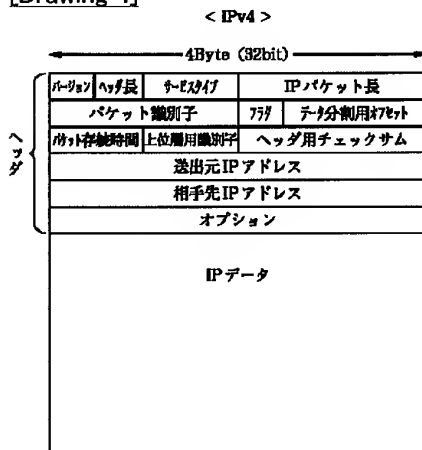 [Drawing 4]
< IPv4 >
4Byte (32bit)
バージョン ヘッダ長 サービスタイプ IPパケット長
パケット識別子 フラグ データ分割用オフセット
パケット存続時間 上位層用識別子 ヘッダ用チェックサム
送出元IPアドレス
相手先IPアドレス
オプション
ヘッダ
IPデータ